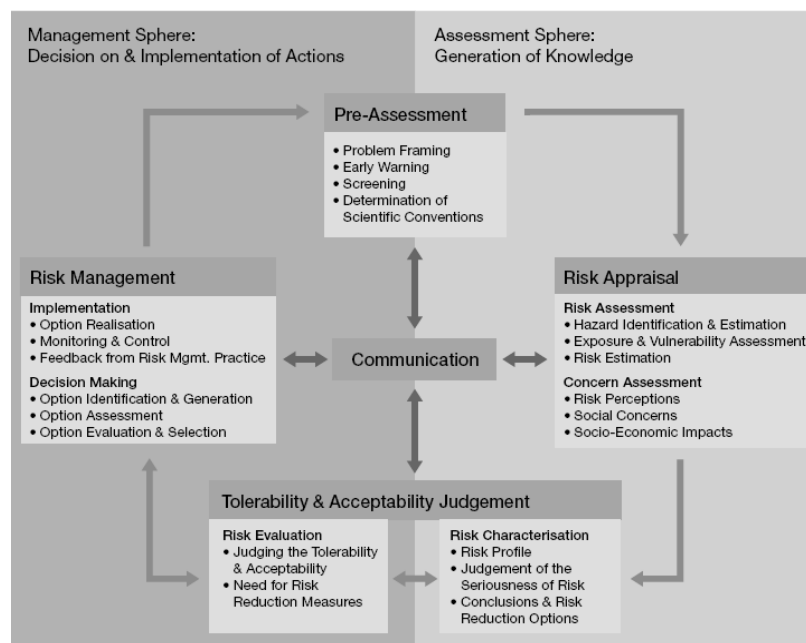 Management Sphere:
Decision on & Implementation of Actions
Assessment Sphere:
Generation of Knowledge
Pre-Assessment
• Problem Framing
• Early Warning
• Screening
• Determination of
Scientific Conventions
Risk Management
Implementation
• Option Realisation
• Monitoring & Control
• Feedback from Risk Mgmt. Practice
Decision Making
• Option Identification & Generation
• Option Assessment
• Option Evaluation & Selection
Communication
Risk Appraisal
Risk Assessment
• Hazard Identification & Estimation
• Exposure & Vulnerability Assessment
• Risk Estimation
Concern Assessment
• Risk Perceptions
• Social Concerns
• Socio-Economic Impacts
Tolerability & Acceptability Judgement
Risk Evaluation
• Judging the Tolerability
& Acceptability
• Need for Risk
Reduction Measures
Risk Characterisation
• Risk Profile
• Judgement of the
Seriousness of Risk
• Conclusions & Risk
Reduction Options